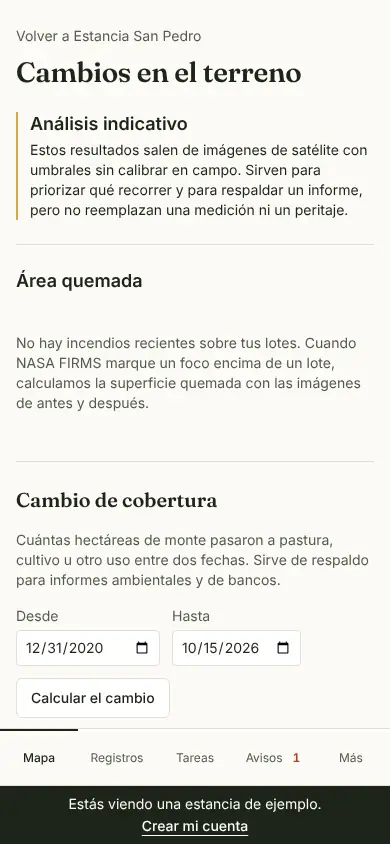 Volver a Estancia San Pedro
Cambios en el terreno
Análisis indicativo
Estos resultados salen de imágenes de satélite con
umbrales sin calibrar en campo. Sirven para
priorizar qué recorrer y para respaldar un informe,
pero no reemplazan una medición ni un peritaje.
Área quemada
No hay incendios recientes sobre tus lotes. Cuando
NASA FIRMS marque un foco encima de un lote,
calculamos la superficie quemada con las imágenes
de antes y después.
Cambio de cobertura
Cuántas hectáreas de monte pasaron a pastura,
cultivo u otro uso entre dos fechas. Sirve de respaldo
para informes ambientales y de bancos.
Desde Hasta
12/31/2020 10/15/2026
Calcular el cambio
Mapa Registros Tareas Avisos 1 Más
Estás viendo una estancia de ejemplo.
Crear mi cuenta